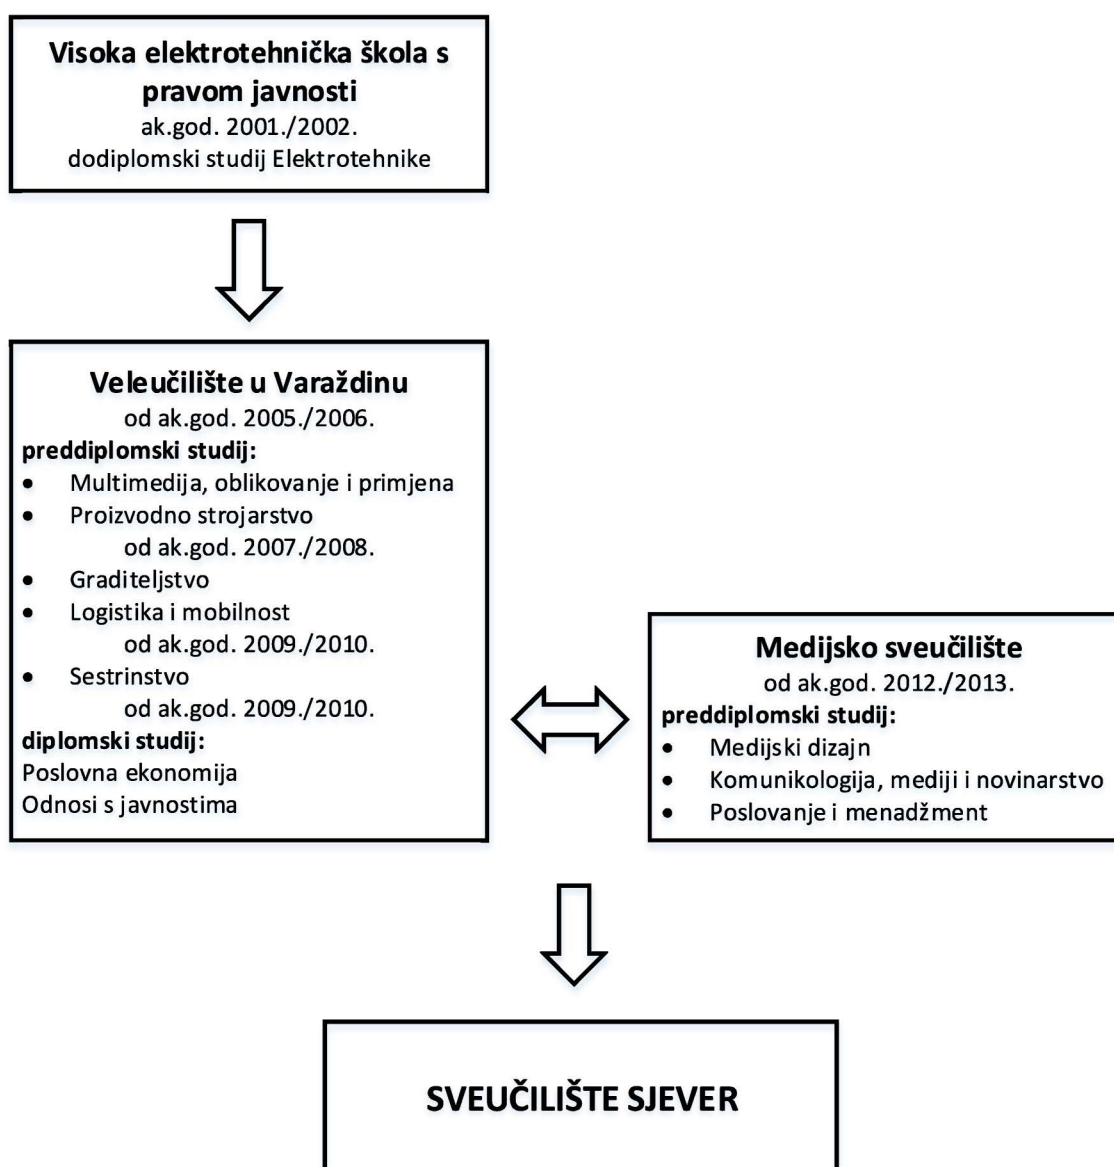 Visoka elektrotehnička škola s
pravom javnosti
ak.god. 2001./2002.
dodiplomski studij Elektrotehnike
Veleučilište u Varaždinu
od ak.god. 2005./2006.
preddiplomski studij:
• Multimedija, oblikovanje i primjena
• Proizvodno strojarstvo
od ak.god. 2007./2008.
• Graditeljstvo
• Logistika i mobilnost
od ak.god. 2009./2010.
• Sestrinstvo
od ak.god. 2009./2010.
diplomski studij:
Poslovna ekonomija
Odnosi s javnostima
Medijsko sveučilište
od ak.god. 2012./2013.
preddiplomski studij:
• Medijski dizajn
• Komunikologija, mediji i novinarstvo
• Poslovanje i menadžment
SVEUČILIŠTE SJEVER